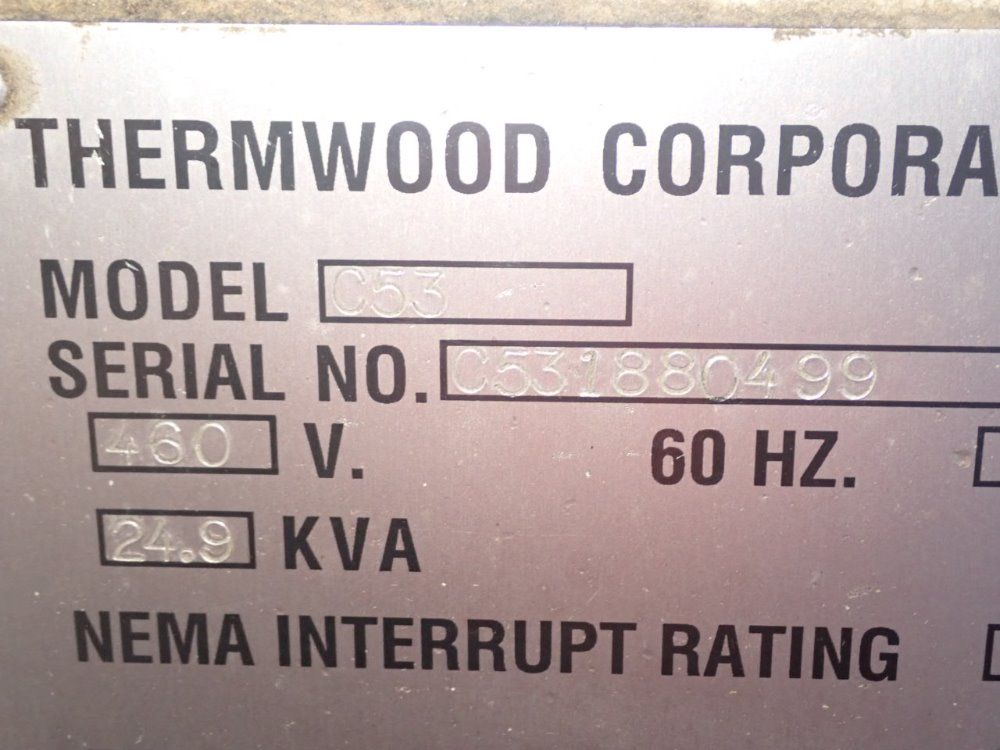 THERMWOOD CORPORA
MODEL C53
SERIAL NO. C531880499
460 V. 60 HZ.
24.9 KVA
NEMA INTERRUPT RATING